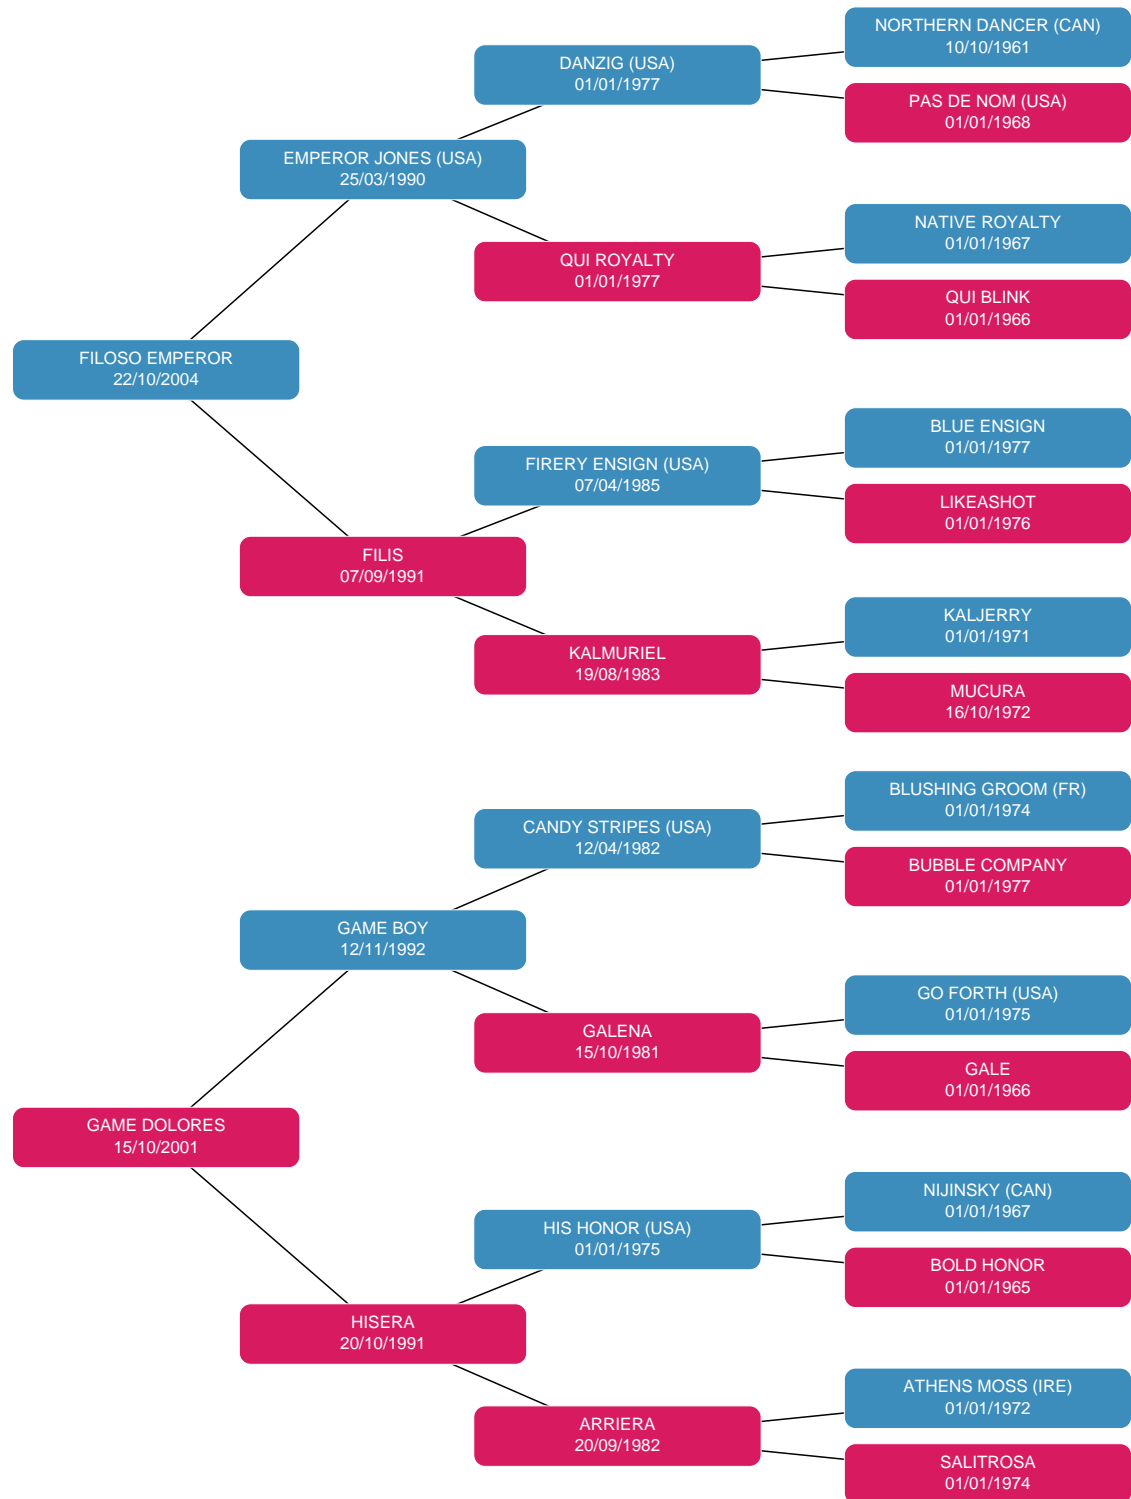 NORTHERN DANCER (CAN)
10/10/1961
DANZIG (USA)
01/01/1977
PAS DE NOM (USA)
01/01/1968
EMPEROR JONES (USA)
25/03/1990
NATIVE ROYALTY
01/01/1967
QUI ROYALTY
01/01/1977
QUI BLINK
01/01/1966
FILOSO EMPEROR
22/10/2004
BLUE ENSIGN
01/01/1977
FIRERY ENSIGN (USA)
07/04/1985
LIKEASHOT
01/01/1976
FILIS
07/09/1991
KALJERRY
01/01/1971
KALMURIEL
19/08/1983
MUCURA
16/10/1972
BLUSHING GROOM (FR)
01/01/1974
CANDY STRIPES (USA)
12/04/1982
BUBBLE COMPANY
01/01/1977
GAME BOY
12/11/1992
GO FORTH (USA)
01/01/1975
GALENA
15/10/1981
GALE
01/01/1966
GAME DOLORES
15/10/2001
NIJINSKY (CAN)
01/01/1967
HIS HONOR (USA)
01/01/1975
BOLD HONOR
01/01/1965
HISERA
20/10/1991
ATHENS MOSS (IRE)
01/01/1972
ARRIERA
20/09/1982
SALITROSA
01/01/1974